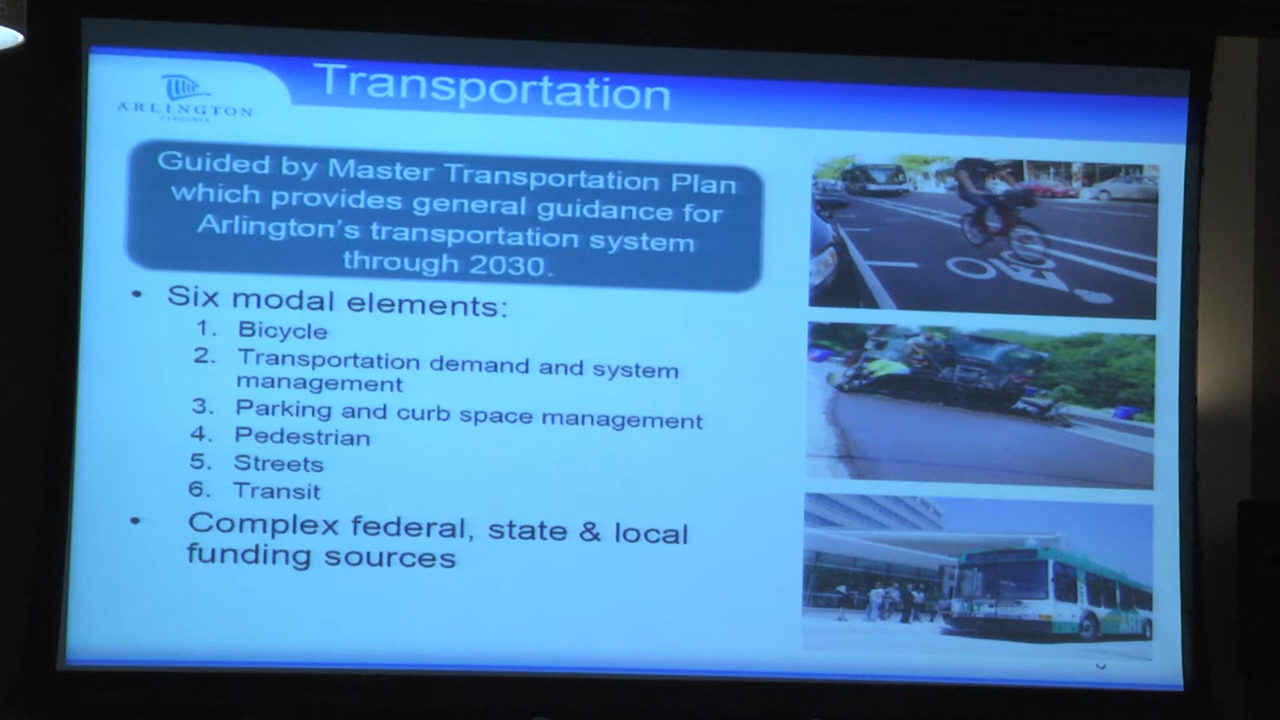 Transportation
ARLINGTON
VIRGINIA
Guided by Master Transportation Plan
which provides general guidance for
Arlington's transportation system
through 2030.
• Six modal elements:
1. Bicycle
2. Transportation demand and system
management
3. Parking and curb space management
4. Pedestrian
5. Streets
6. Transit
• Complex federal, state & local
funding sources